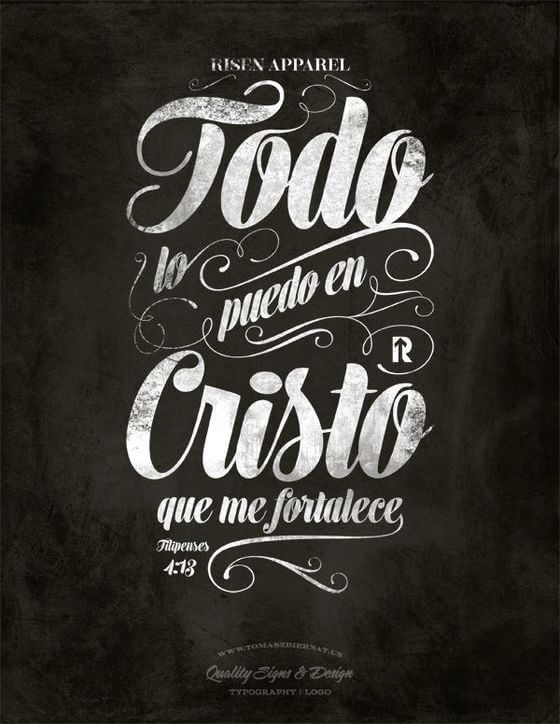 RISEN APPAREL
Todo
lo
puedo en
R
Cristo
que me fortalece
Filipenses
4:13
WWW.TOMASZBIERNAT.US
Quality Signs & Design
TYPOGRAPHY | LOGO